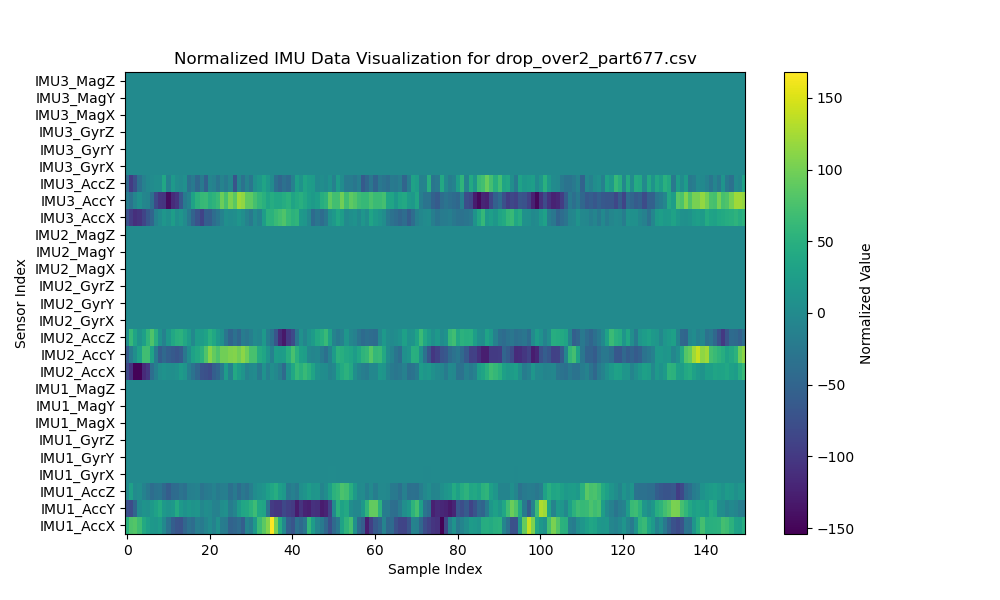 Normalized IMU Data Visualization for drop_over2_part677.csv
IMU3_MagZ
IMU3_MagY
IMU3_MagX
IMU3_GyrZ
IMU3_GyrY
IMU3_GyrX
IMU3_AccZ
IMU3_AccY
IMU3_AccX
IMU2_MagZ
IMU2_MagY
IMU2_MagX
IMU2_GyrZ
IMU2_GyrY
IMU2_GyrX
IMU2_AccZ
IMU2_AccY
IMU2_AccX
IMU1_MagZ
IMU1_MagY
IMU1_MagX
IMU1_GyrZ
IMU1_GyrY
IMU1_GyrX
IMU1_AccZ
IMU1_AccY
IMU1_AccX
Sensor Index
0 20 40 60 80 100 120 140
Sample Index
150
100
50
0
−50
−100
−150
Normalized Value